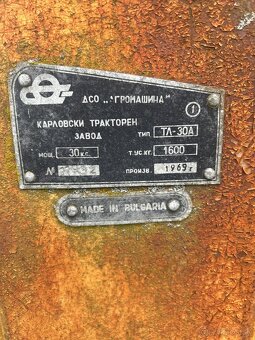 ДСО „АГРОМАШИНА"
1
КАРЛОВСКИ ТРАКТОРЕН
ЗАВОД ТИП ТЛ-30А
МОЩ. 30 к.с. Т.УС.КГ. 1600
№ ПРОИЗВ. 1969 г
MADE IN BULGARIA